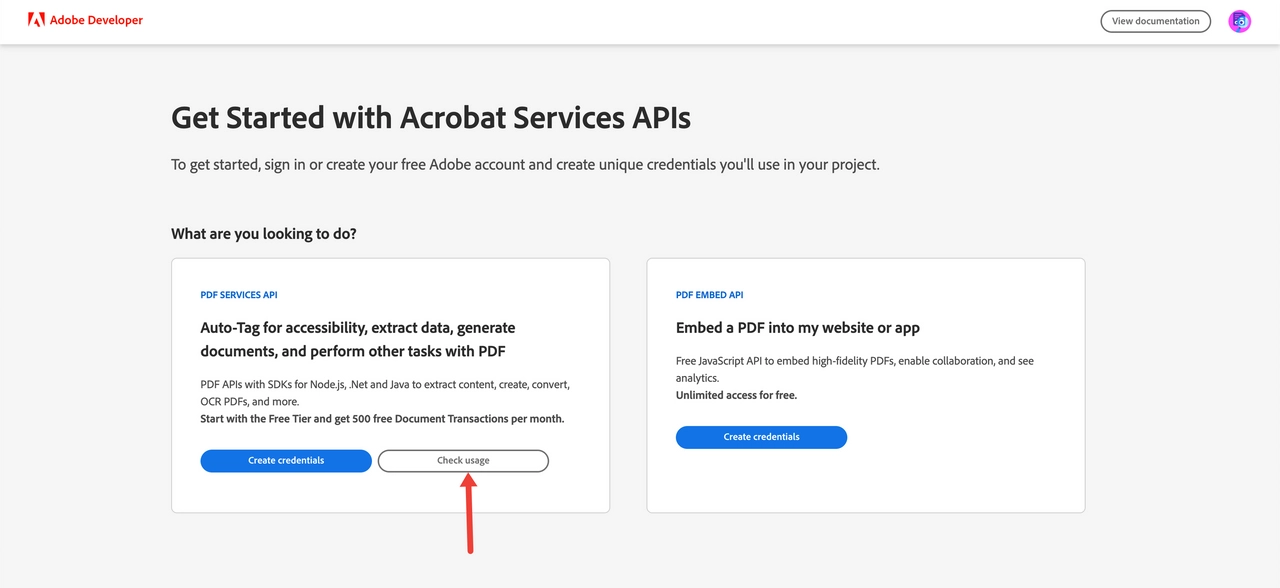 Adobe Developer
View documentation
Get Started with Acrobat Services APIs
To get started, sign in or create your free Adobe account and create unique credentials you'll use in your project.
What are you looking to do?
PDF SERVICES API
Auto-Tag for accessibility, extract data, generate
documents, and perform other tasks with PDF
PDF APIs with SDKs for Node.js, .Net and Java to extract content, create, convert,
OCR PDFs, and more.
Start with the Free Tier and get 500 free Document Transactions per month.
Create credentials
Check usage
PDF EMBED API
Embed a PDF into my website or app
Free JavaScript API to embed high-fidelity PDFs, enable collaboration, and see
analytics.
Unlimited access for free.
Create credentials